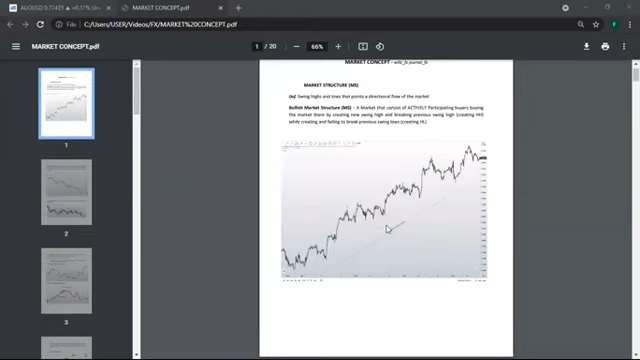 AUDUSD 0.77421 ▲ +0.17% Un
MARKET CONCEPT.pdf
File
C:/Users/USER/Videos/FX/MARKET%20CONCEPT.pdf
MARKET CONCEPT.pdf
1 / 20
66%
MARKET CONCEPT
MARKET STRUCTURE (MS)
Def Swing highs and lows that points a directional flow of the market
Bullish Market Structure (MS) – A Market that consist of ACTIVELY Participating buyers buying
the market there by creating new swing high and breaking previous swing high (creating HH)
while creating and failing to break previous swing lows (creating HL)
1
2
3